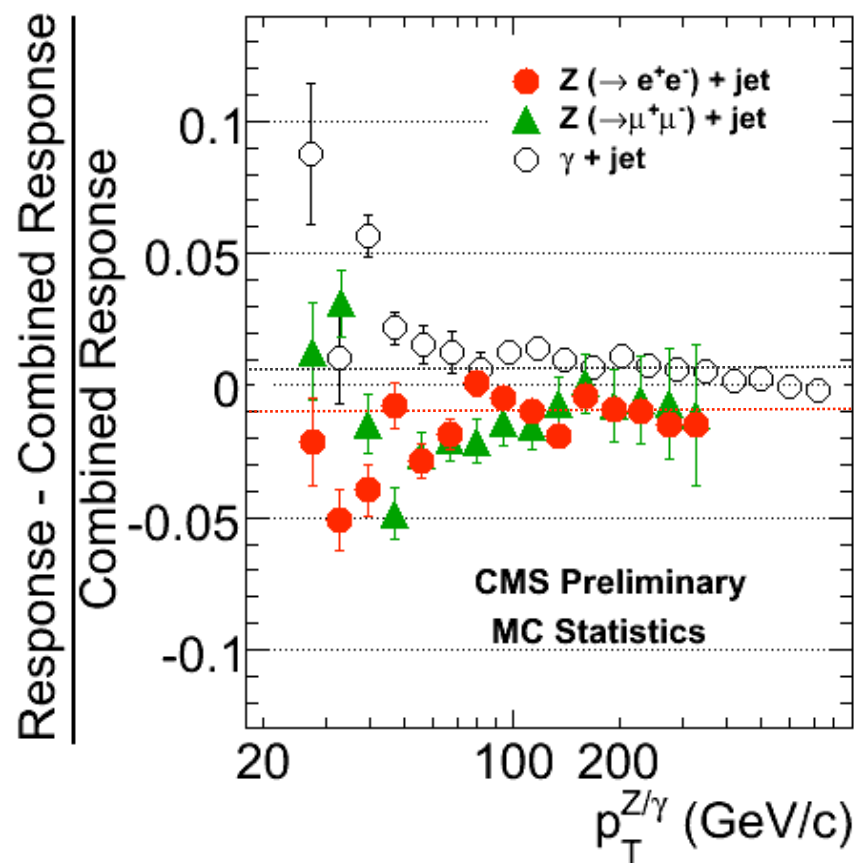 Response - Combined Response
Combined Response
0.1
0.05
0
-0.05
-0.1
Z (→ e⁺e⁻) + jet
Z (→μ⁺μ⁻) + jet
γ + jet
CMS Preliminary
MC Statistics
20 100 200
p_T^{Z/γ} (GeV/c)